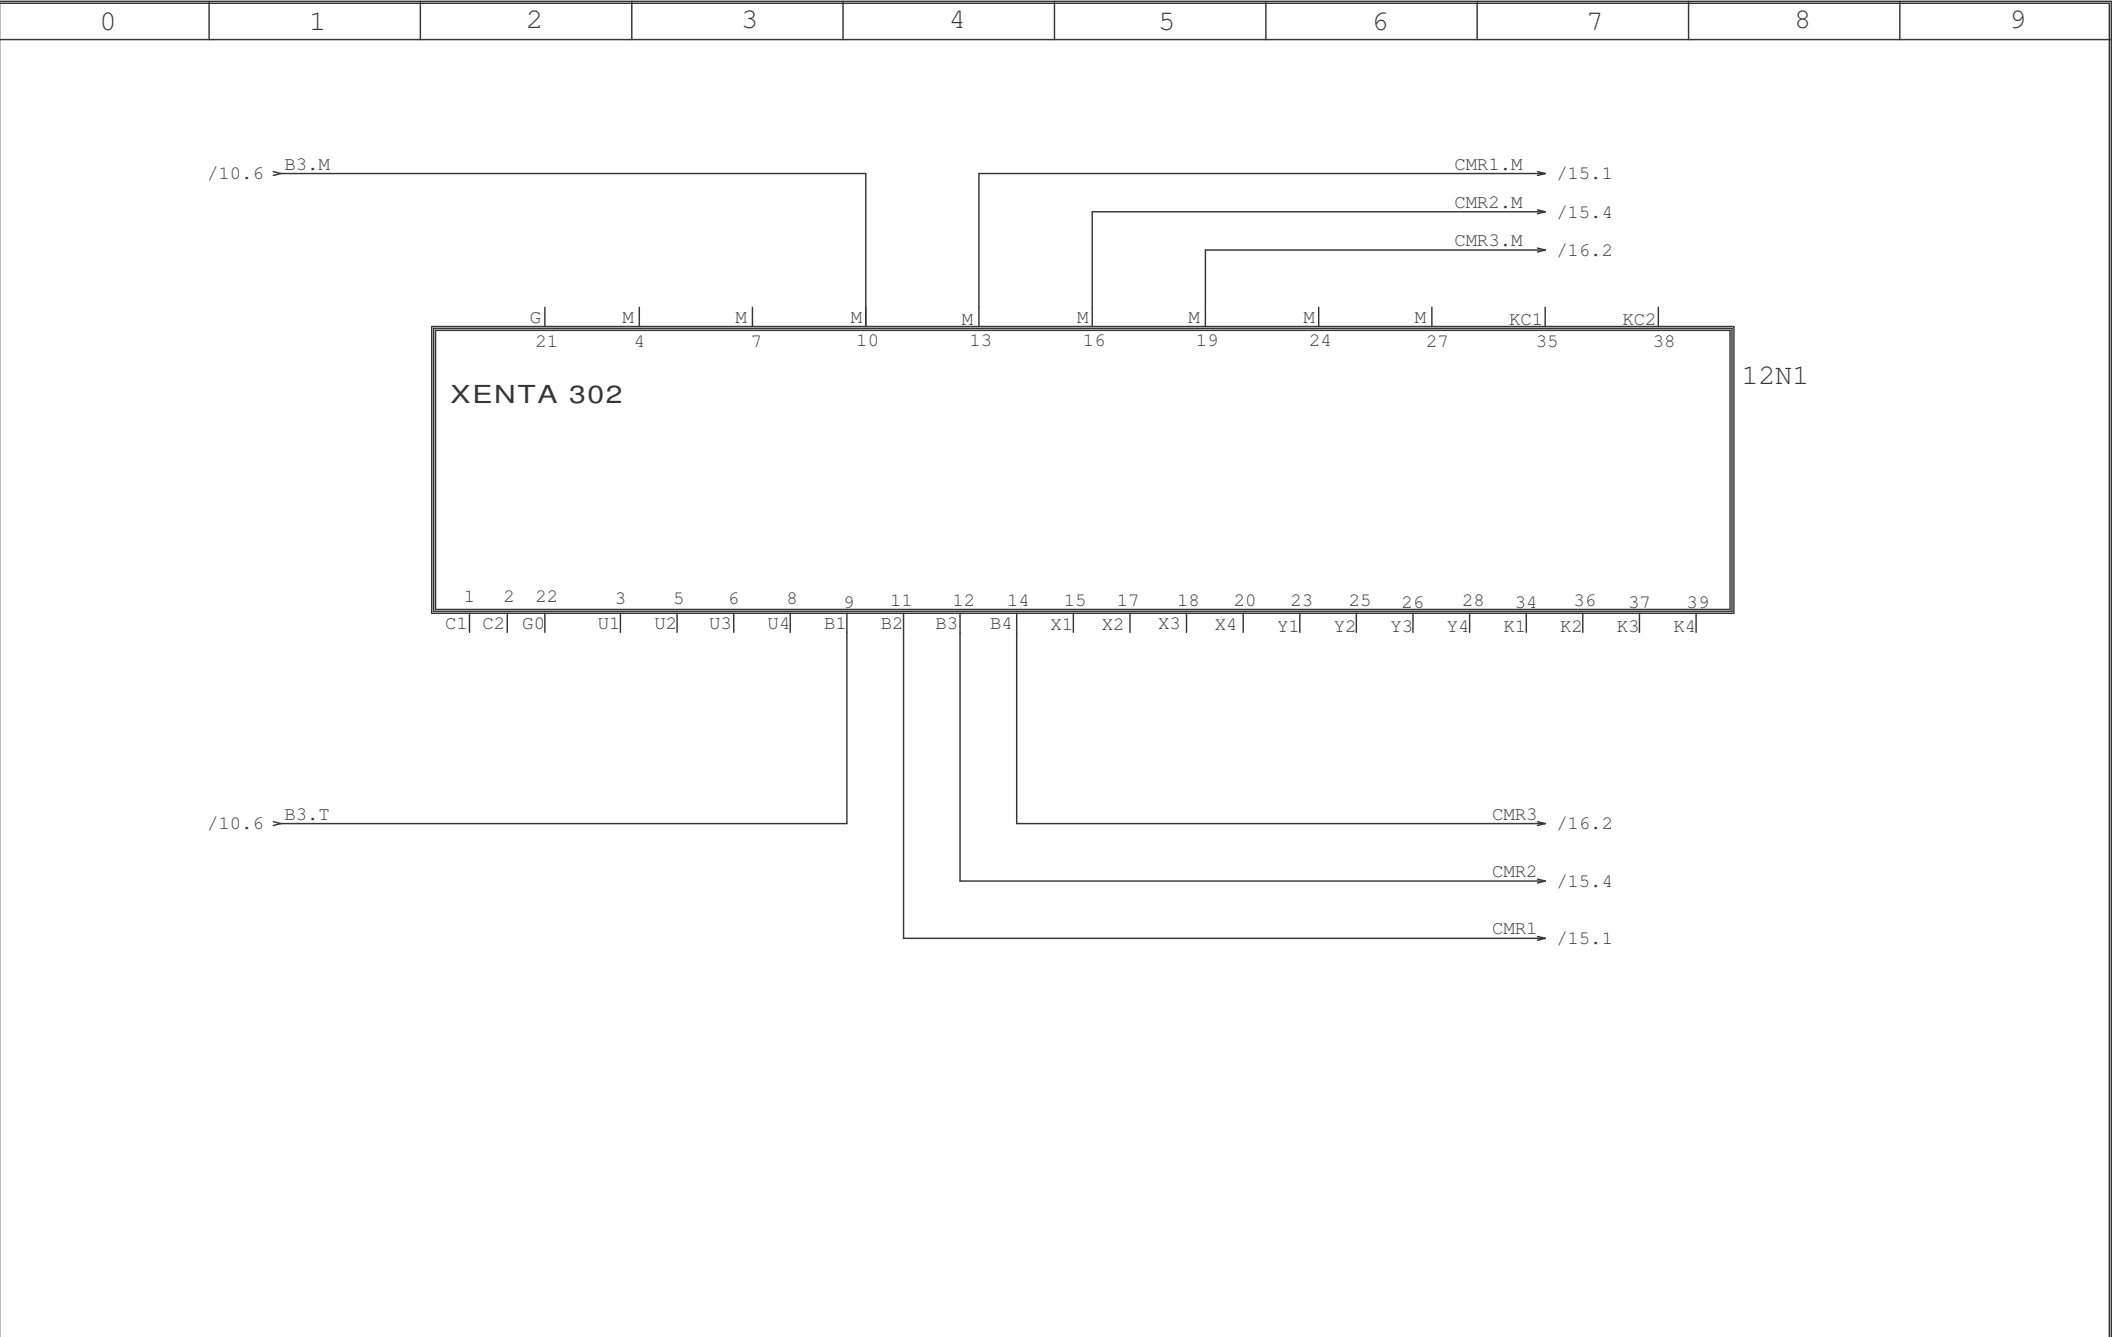 0 1 2 3 4 5 6 7 8 9
/10.6 B3.M CMR1.M /15.1
CMR2.M /15.4
CMR3.M /16.2
G M M M M M M M M KC1 KC2
21 4 7 10 13 16 19 24 27 35 38
12N1
XENTA 302
1 2 22 3 5 6 8 9 11 12 14 15 17 18 20 23 25 26 28 34 36 37 39
C1 C2 G0 U1 U2 U3 U4 B1 B2 B3 B4 X1 X2 X3 X4 Y1 Y2 Y3 Y4 K1 K2 K3 K4
/10.6 B3.T CMR3 /16.2
CMR2 /15.4
CMR1 /15.1